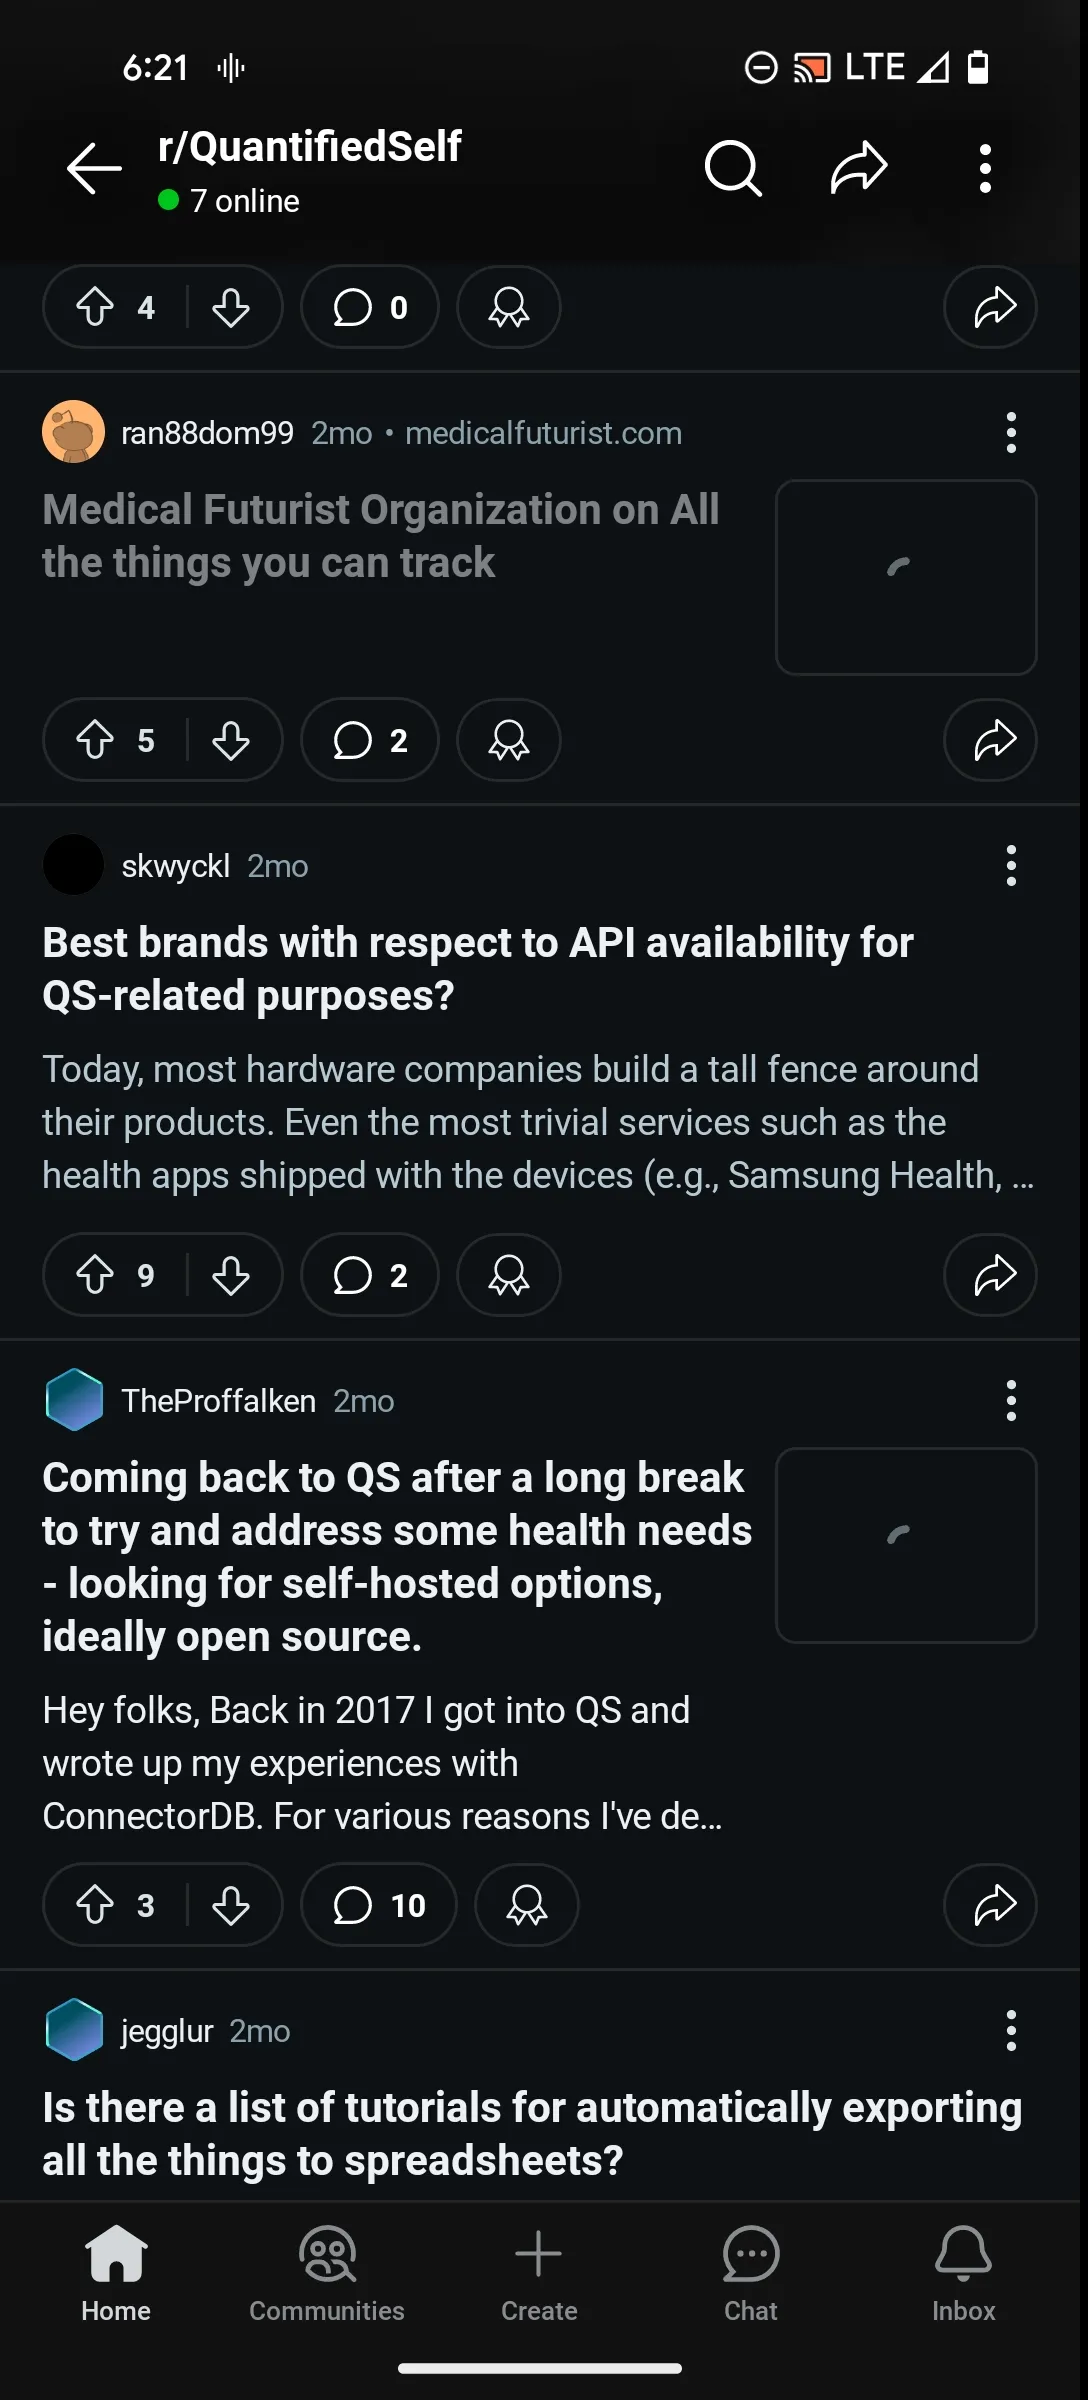 6:21 LTE
r/QuantifiedSelf
7 online
4 0
ran88dom99 2mo • medicalfuturist.com
Medical Futurist Organization on All
the things you can track
5 2
skwyckl 2mo
Best brands with respect to API availability for
QS-related purposes?
Today, most hardware companies build a tall fence around
their products. Even the most trivial services such as the
health apps shipped with the devices (e.g., Samsung Health, ...
9 2
TheProffalken 2mo
Coming back to QS after a long break
to try and address some health needs
- looking for self-hosted options,
ideally open source.
Hey folks, Back in 2017 I got into QS and
wrote up my experiences with
ConnectorDB. For various reasons I've de...
3 10
jegglur 2mo
Is there a list of tutorials for automatically exporting
all the things to spreadsheets?
Home Communities Create Chat Inbox